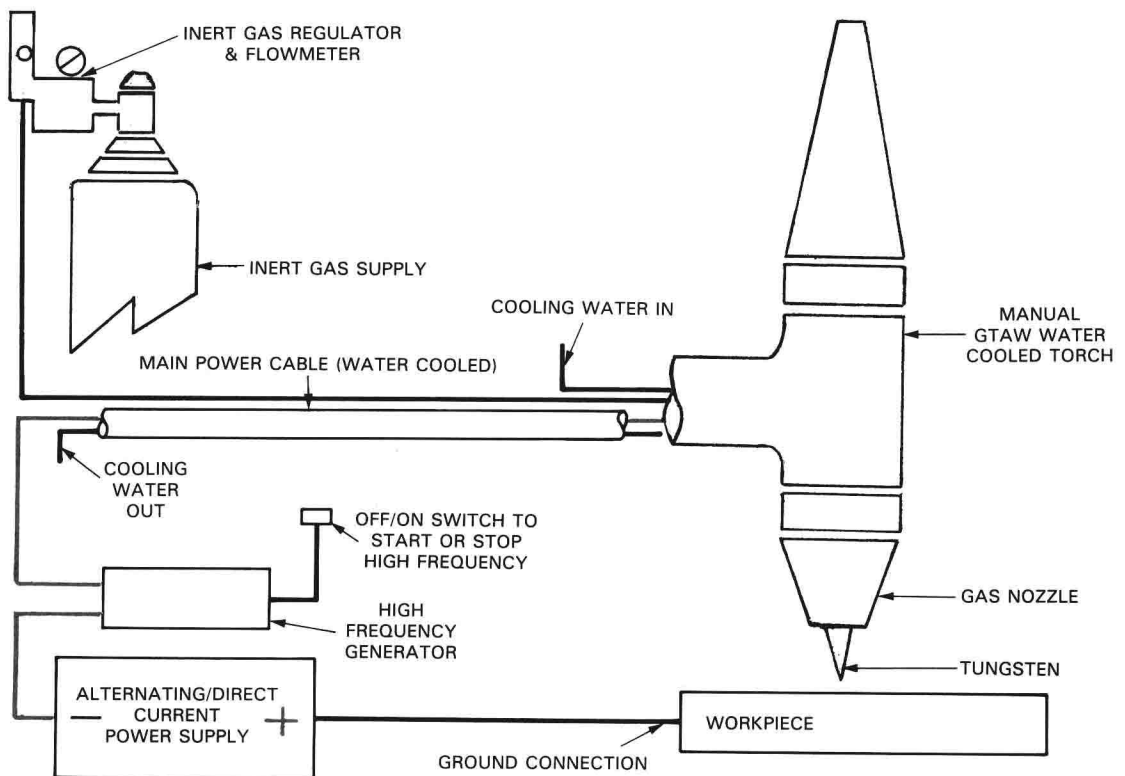 INERT GAS REGULATOR
& FLOWMETER
INERT GAS SUPPLY
COOLING WATER IN
MANUAL
GTAW WATER
COOLED TORCH
MAIN POWER CABLE (WATER COOLED)
COOLING
WATER
OUT
OFF/ON SWITCH TO
START OR STOP
HIGH FREQUENCY
GAS NOZZLE
HIGH
FREQUENCY
GENERATOR
TUNGSTEN
ALTERNATING/DIRECT
CURRENT
POWER SUPPLY
− +
WORKPIECE
GROUND CONNECTION